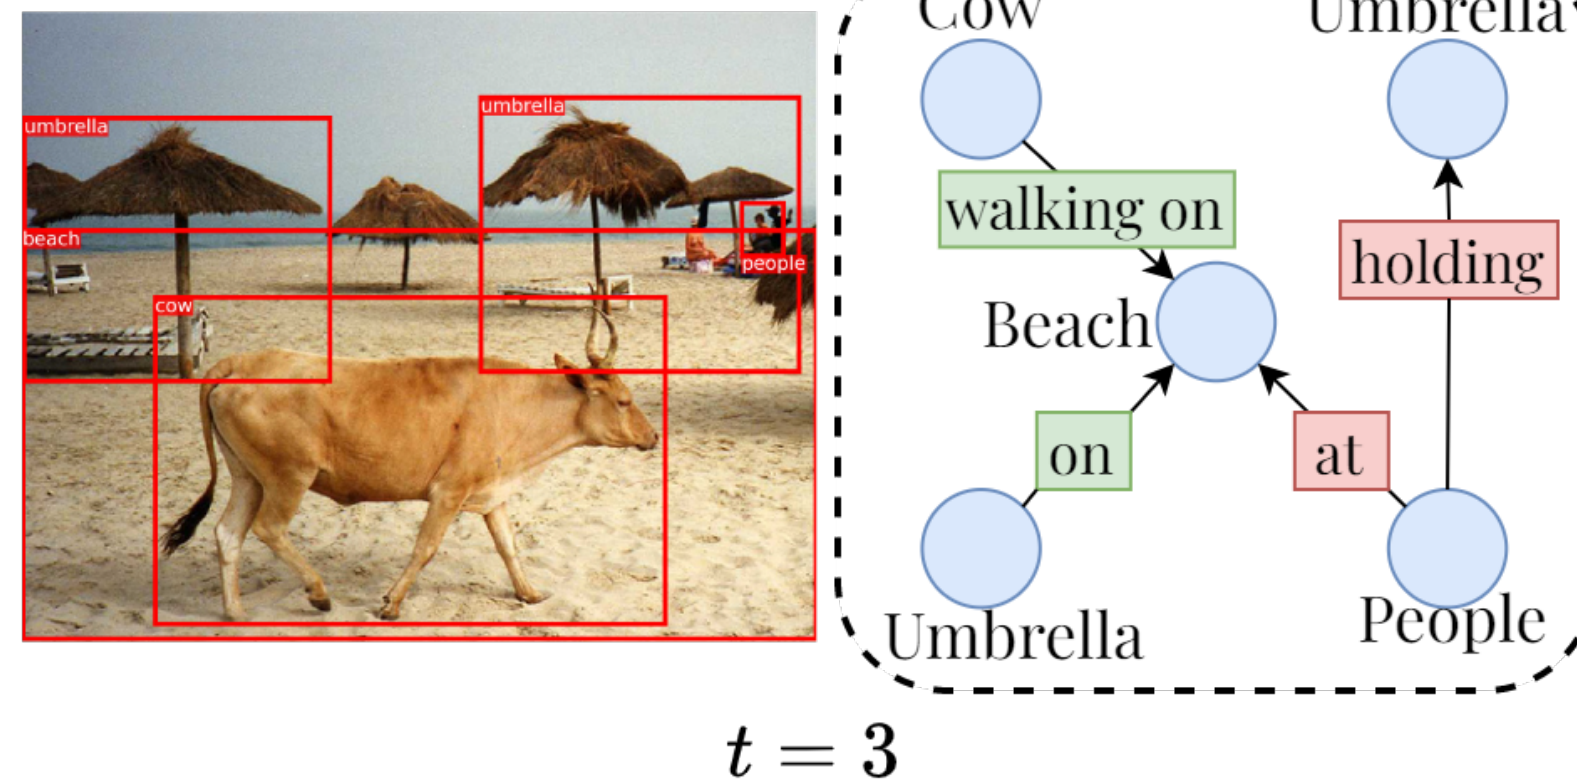 umbrella
umbrella
beach
people
cow
Cow
Umbrella
walking on
holding
Beach
on
at
Umbrella
People
t = 3